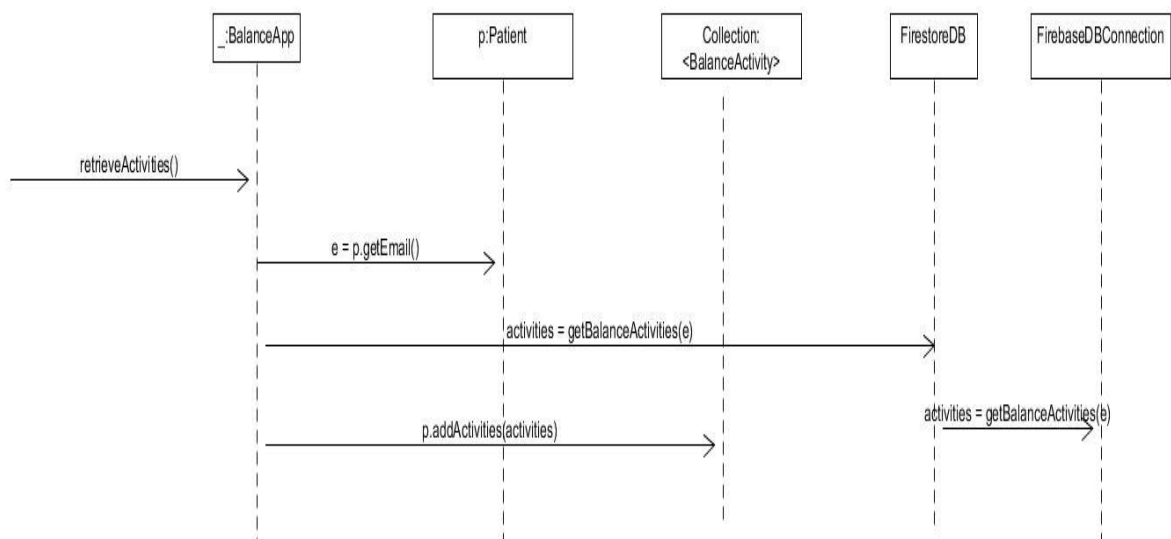 _:BalanceApp
p:Patient
Collection:
<BalanceActivity>
FirestoreDB
FirebaseDBConnection
retrieveActivities()
e = p.getEmail()
activities = getBalanceActivities(e)
activities = getBalanceActivities(e)
p.addActivities(activities)